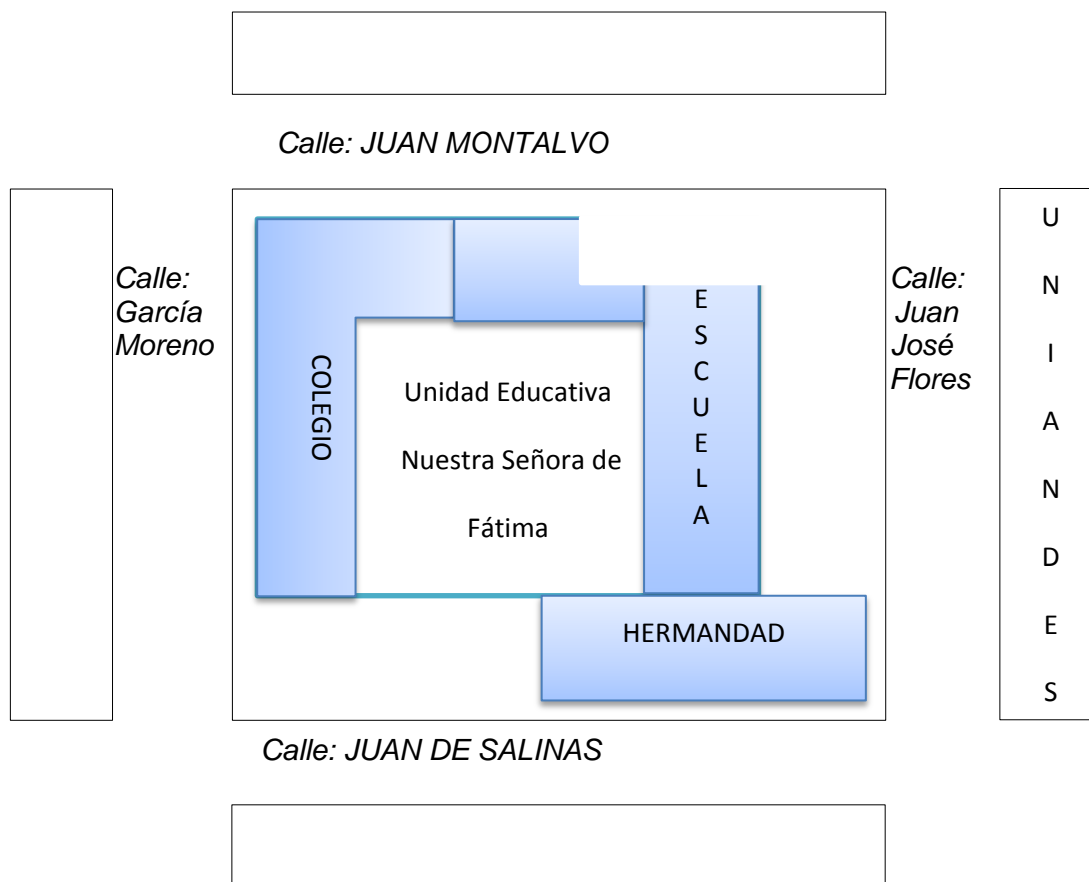 Calle: JUAN MONTALVO
Calle:
García
Moreno
COLEGIO
Unidad Educativa
Nuestra Señora de
Fátima
E
S
C
U
E
L
A
HERMANDAD
Calle:
Juan
José
Flores
U
N
I
A
N
D
E
S
Calle: JUAN DE SALINAS